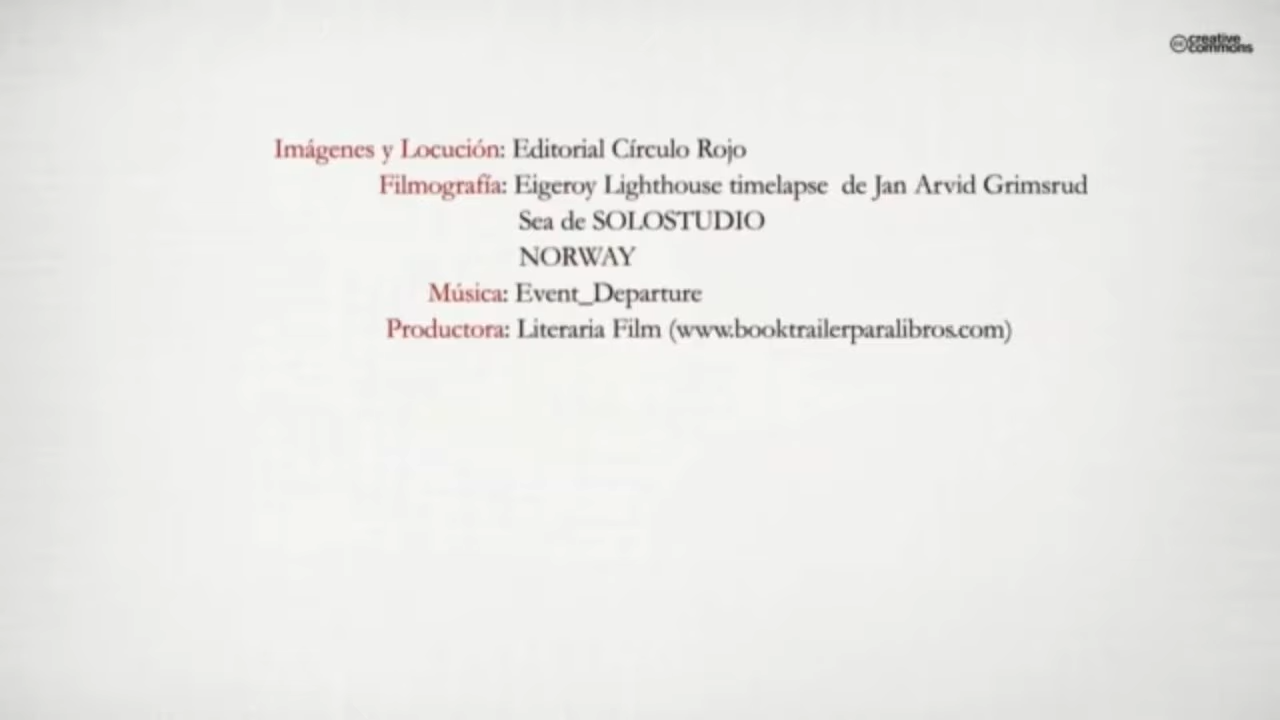 creative
commons
Imágenes y Locución: Editorial Círculo Rojo
Filmografía: Eigeroy Lighthouse timelapse de Jan Arvid Grimsrud
Sea de SOLOSTUDIO
NORWAY
Música: Event_Departure
Productora: Literaria Film (www.booktrailerparalibros.com)